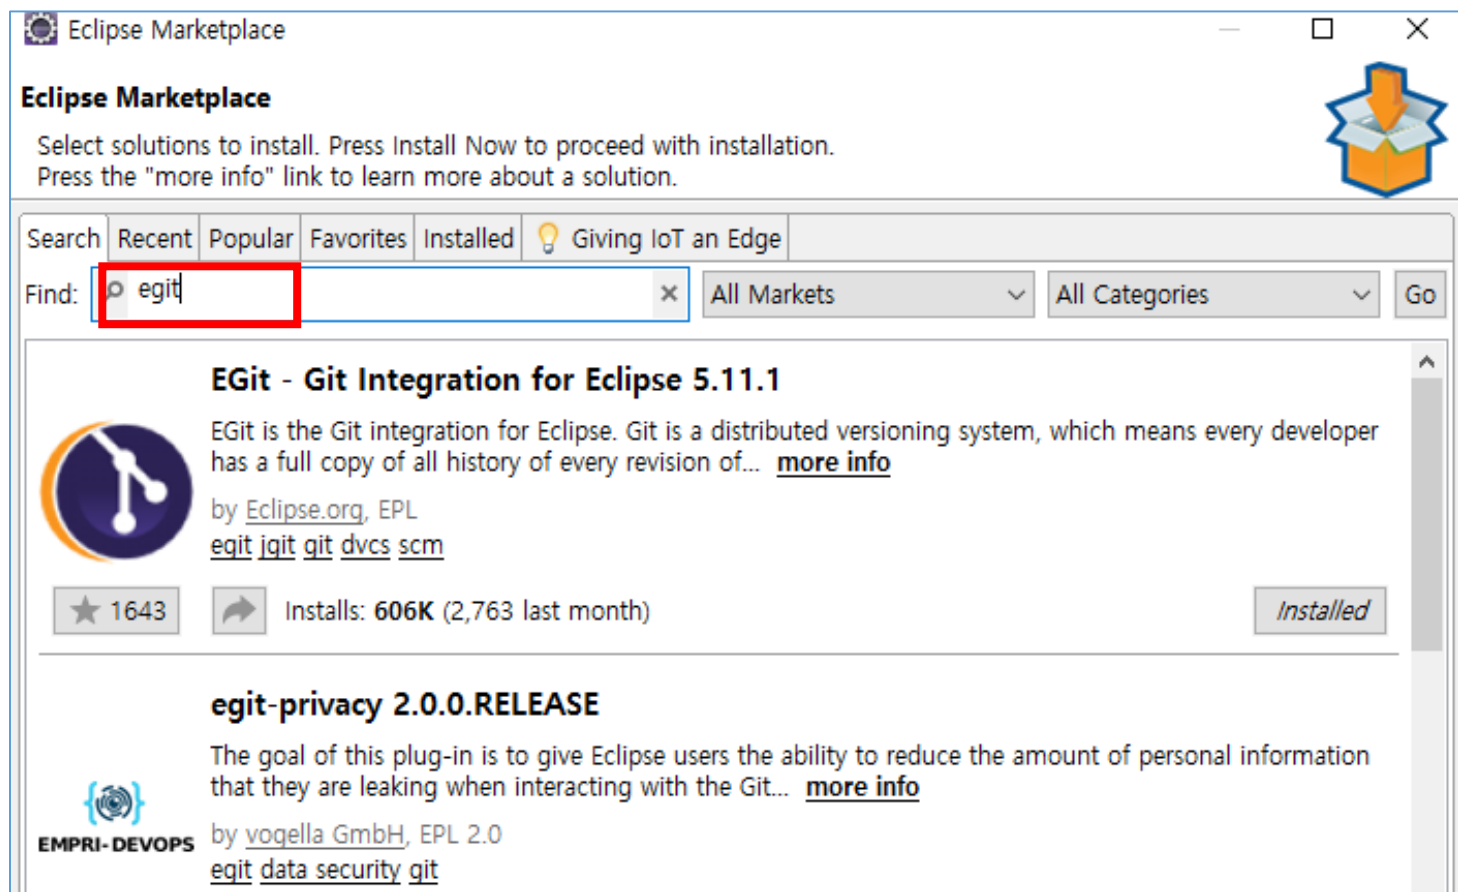 Eclipse Marketplace
Eclipse Marketplace
Select solutions to install. Press Install Now to proceed with installation.
Press the "more info" link to learn more about a solution.
Search Recent Popular Favorites Installed Giving IoT an Edge
Find: egit All Markets All Categories Go
EGit - Git Integration for Eclipse 5.11.1
EGit is the Git integration for Eclipse. Git is a distributed versioning system, which means every developer
has a full copy of all history of every revision of... more info
by Eclipse.org, EPL
egit jgit git dvcs scm
1643 Installs: 606K (2,763 last month) Installed
egit-privacy 2.0.0.RELEASE
The goal of this plug-in is to give Eclipse users the ability to reduce the amount of personal information
that they are leaking when interacting with the Git... more info
EMPRI-DEVOPS
by vogella GmbH, EPL 2.0
egit data security git